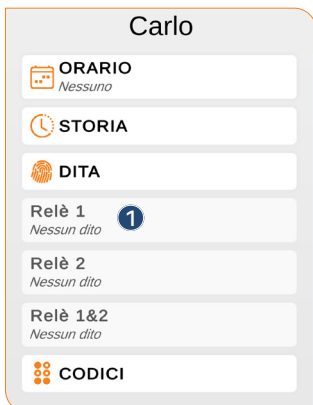 Carlo
ORARIO
Nessuno
STORIA
DITA
Relè 1
Nessun dito
1
Relè 2
Nessun dito
Relè 1&2
Nessun dito
CODICI